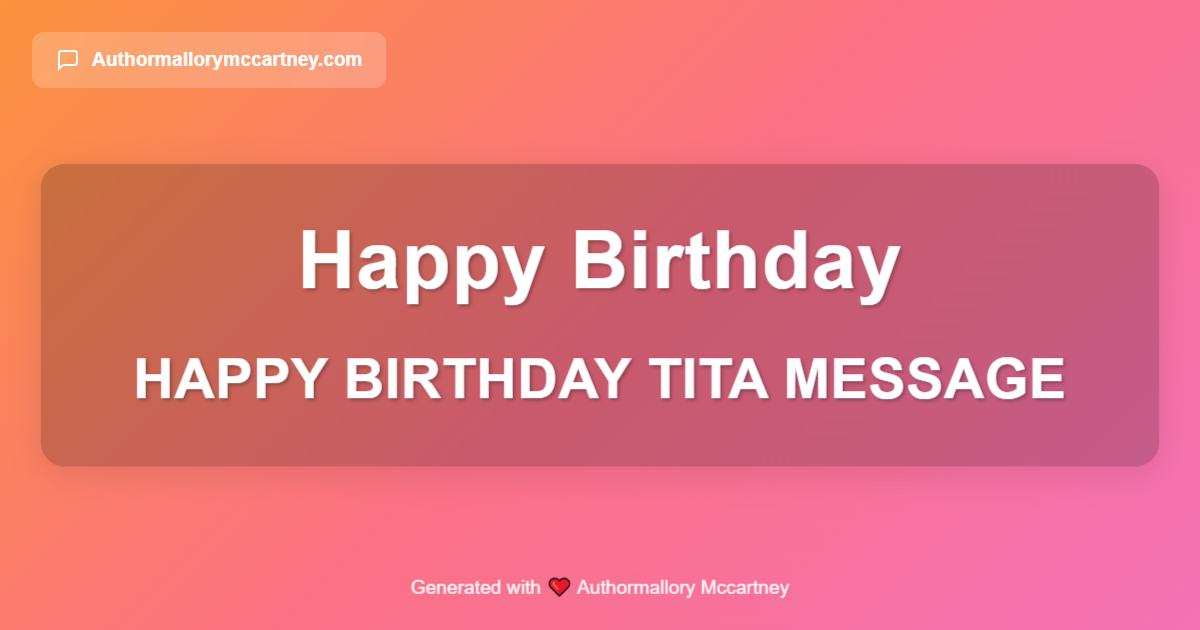 Authormallorymccartney.com
Happy Birthday
HAPPY BIRTHDAY TITA MESSAGE
Generated with ❤️ Authormallory Mccartney